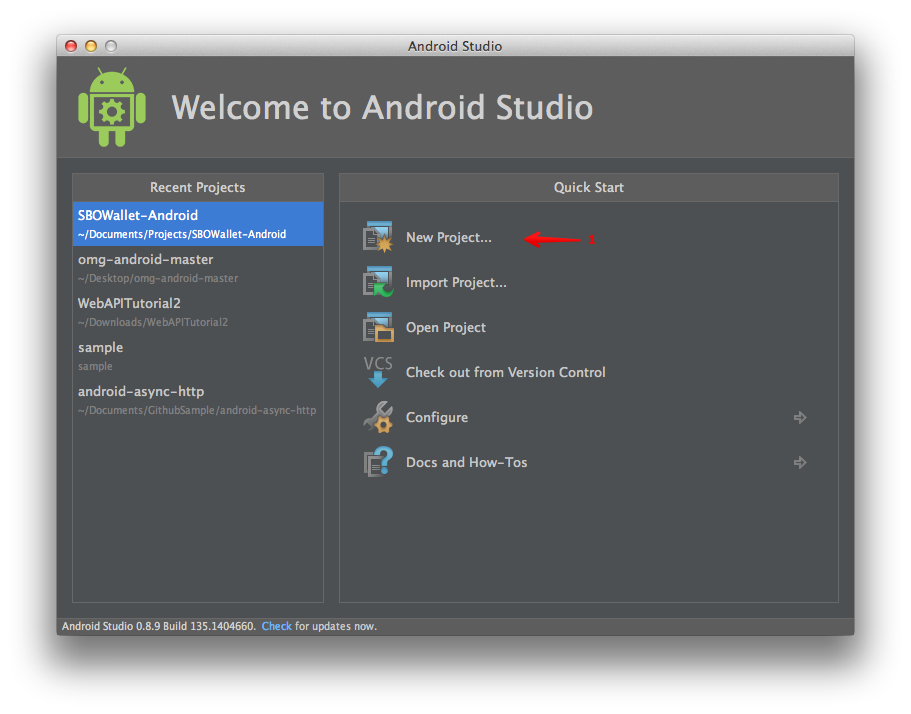 Android Studio
Welcome to Android Studio
Recent Projects
SBOWallet-Android
~/Documents/Projects/SBOWallet-Android
omg-android-master
~/Desktop/omg-android-master
WebAPITutorial2
~/Downloads/WebAPITutorial2
sample
sample
android-async-http
~/Documents/GithubSample/android-async-http
Quick Start
New Project...
Import Project...
Open Project
VCS
Check out from Version Control
Configure
Docs and How-Tos
Android Studio 0.8.9 Build 135.1404660. Check for updates now.